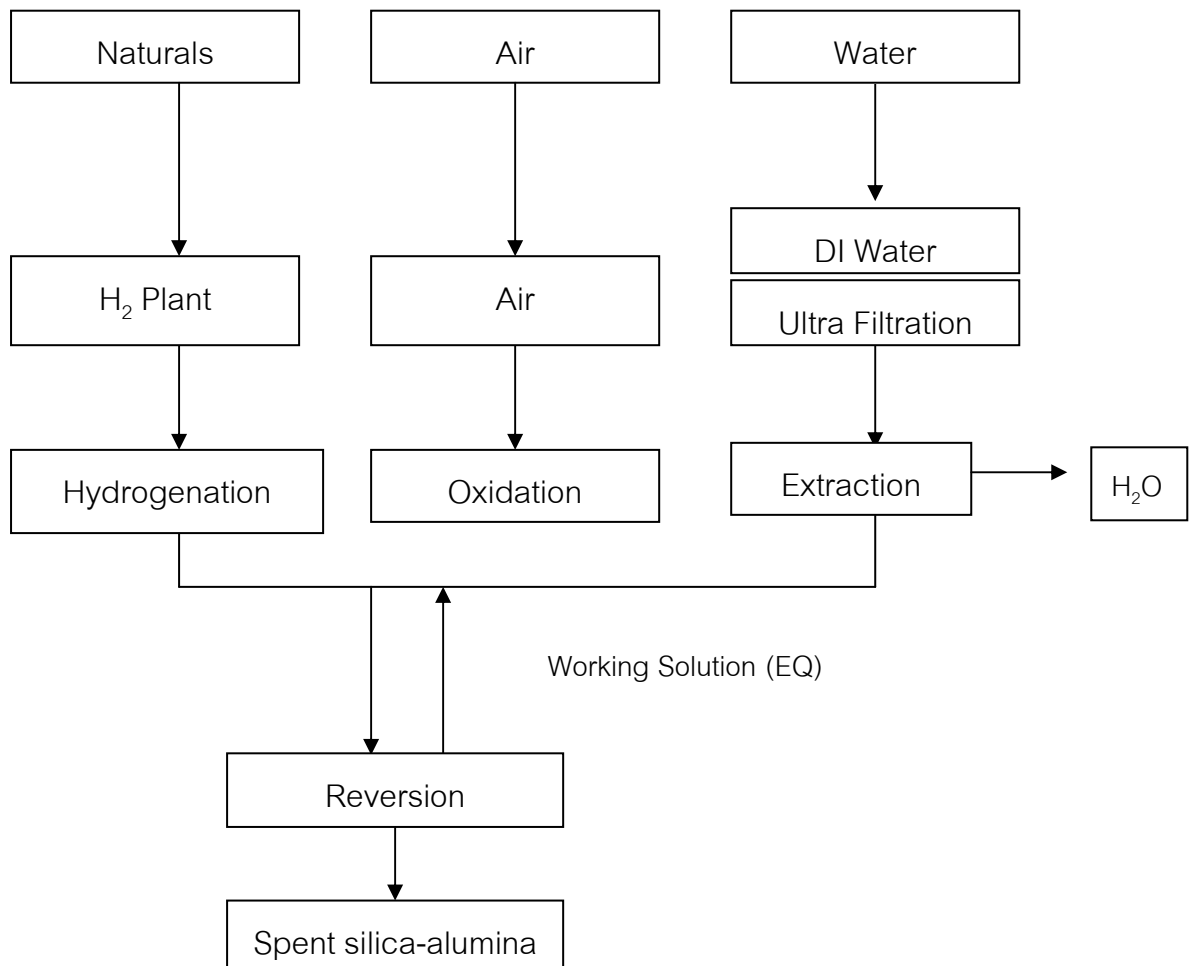 Naturals
Air
Water
DI Water
H₂ Plant
Air
Ultra Filtration
Hydrogenation
Oxidation
Extraction
H₂O
Working Solution (EQ)
Reversion
Spent silica-alumina